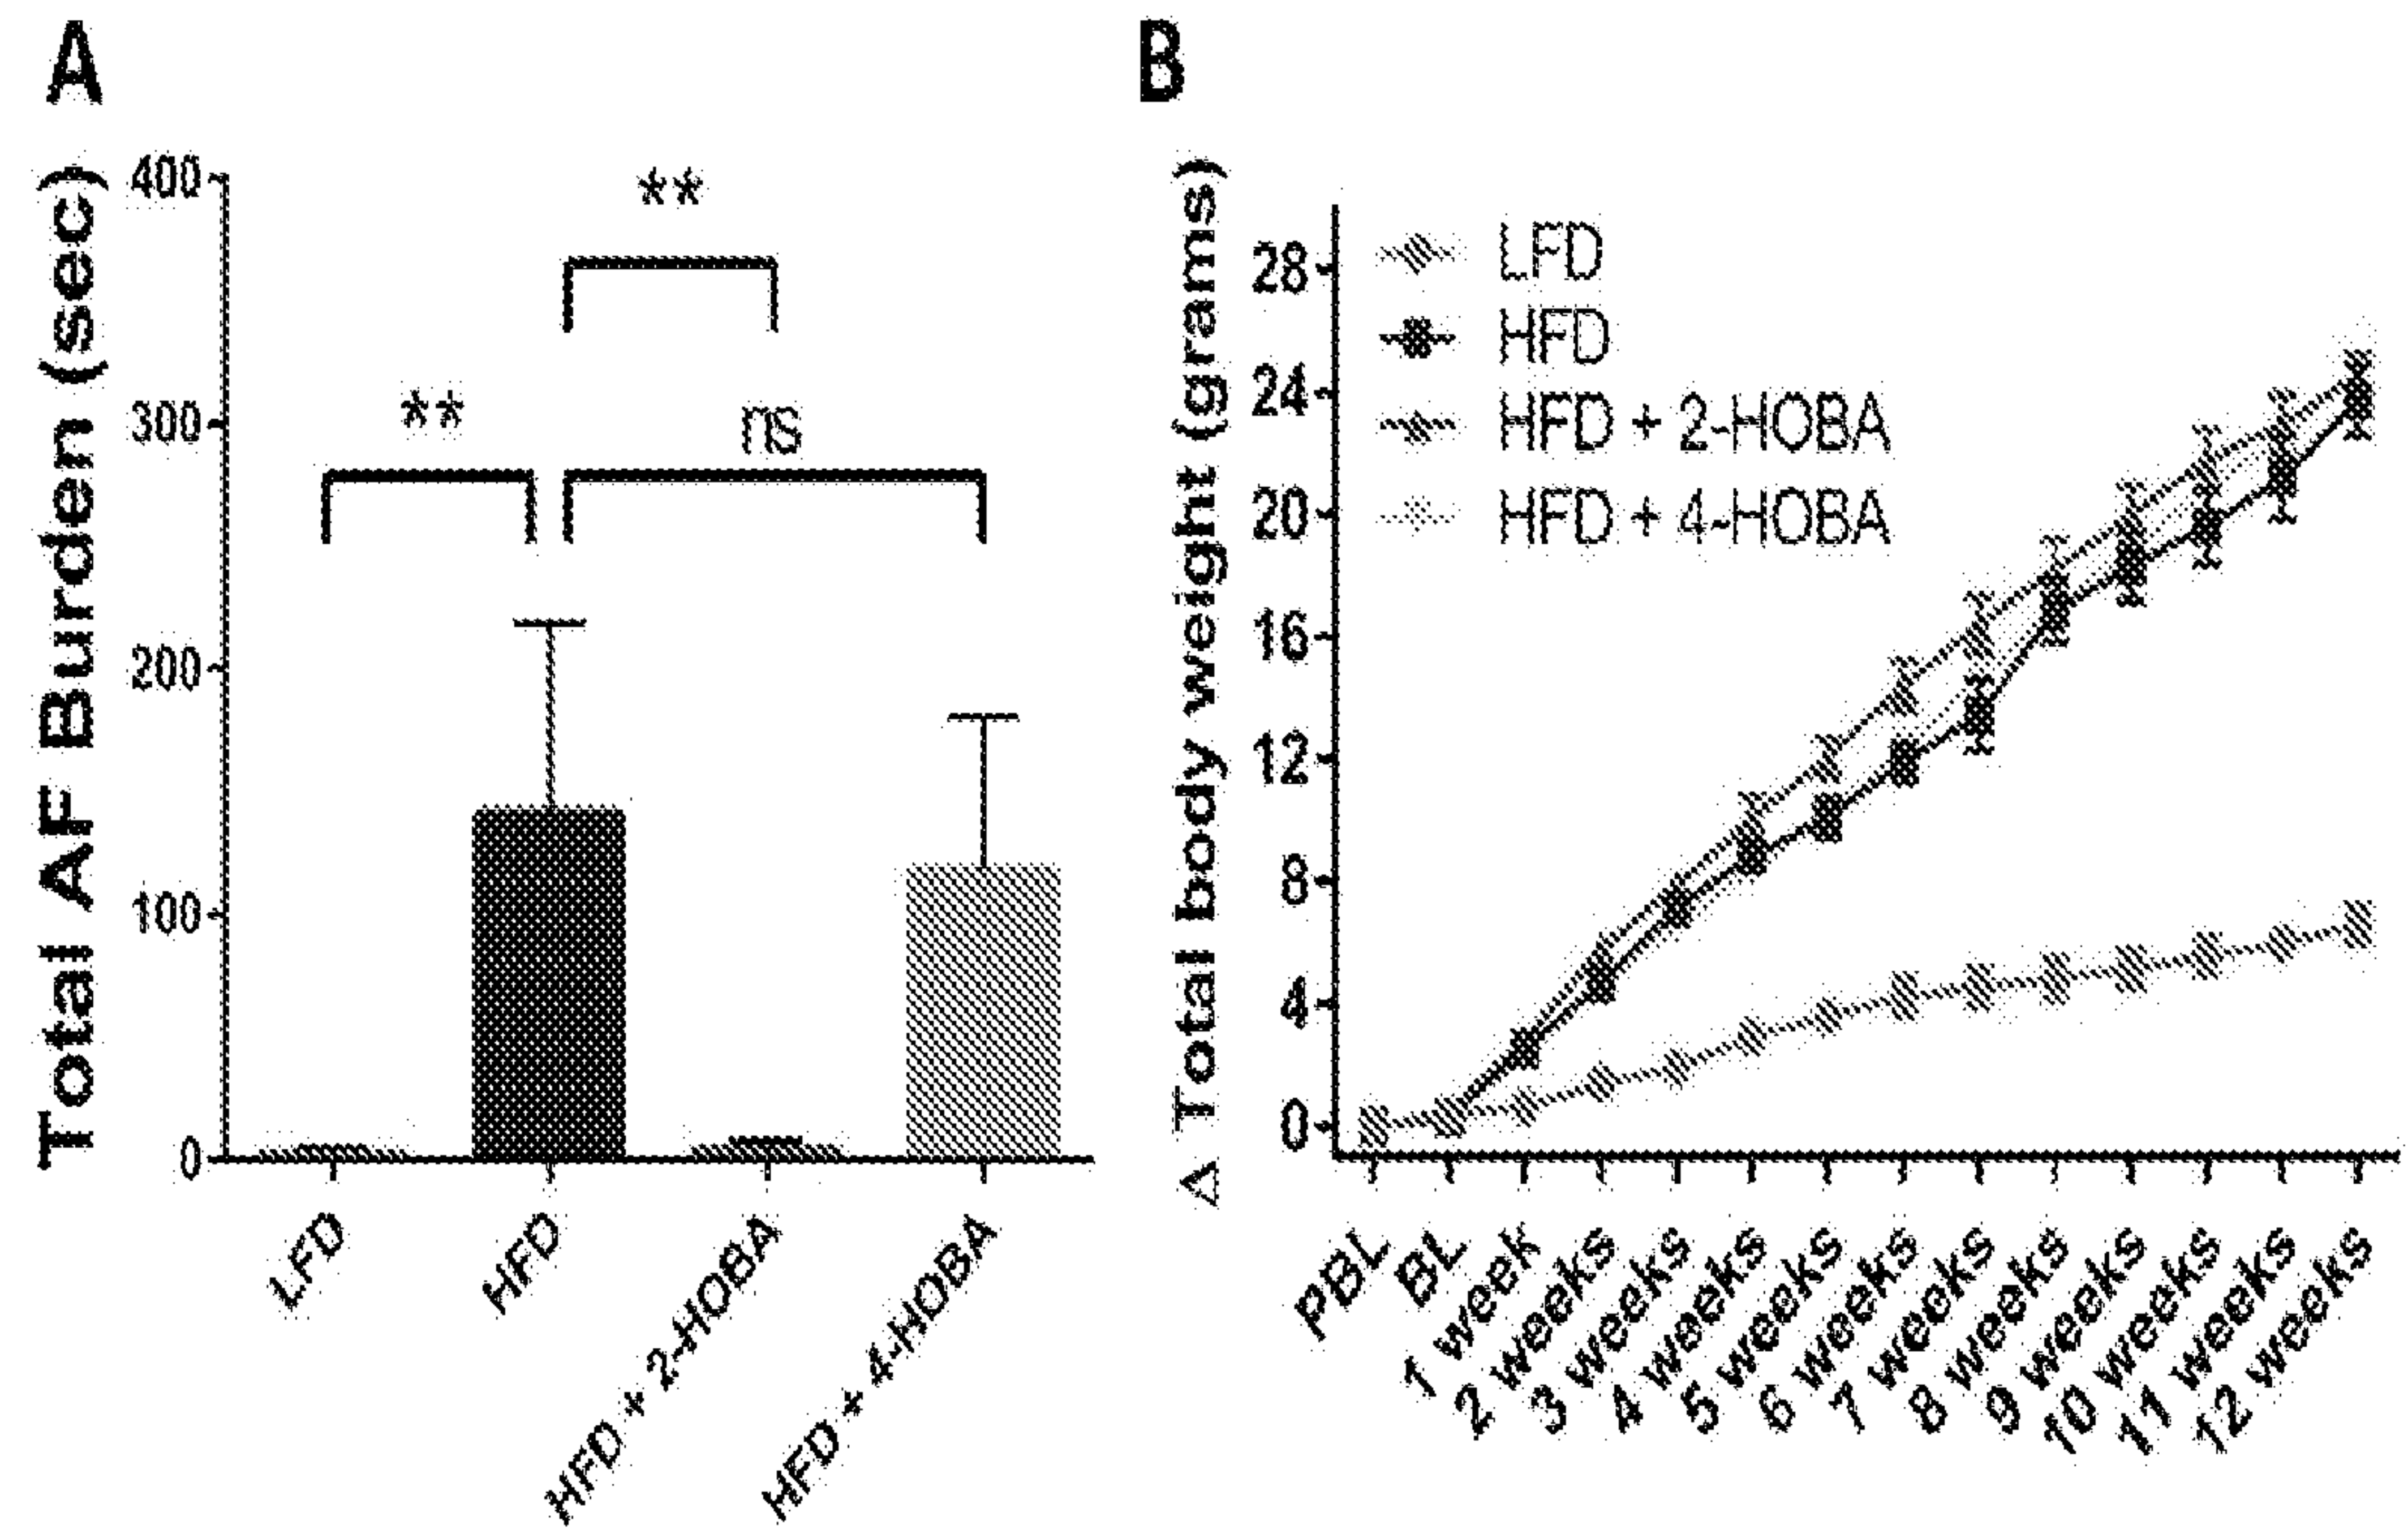 A
Total AF Burden (sec)
400
300
200
100
0
**
**
ns
LFD
HFD
HFD + 2-HOBA
HFD + 4-HOBA
B
Δ Total body weight (grams)
28
24
20
16
12
8
4
0
LFD
HFD
HFD + 2-HOBA
HFD + 4-HOBA
PBL
BL
1 week
2 weeks
3 weeks
4 weeks
5 weeks
6 weeks
7 weeks
8 weeks
9 weeks
10 weeks
11 weeks
12 weeks